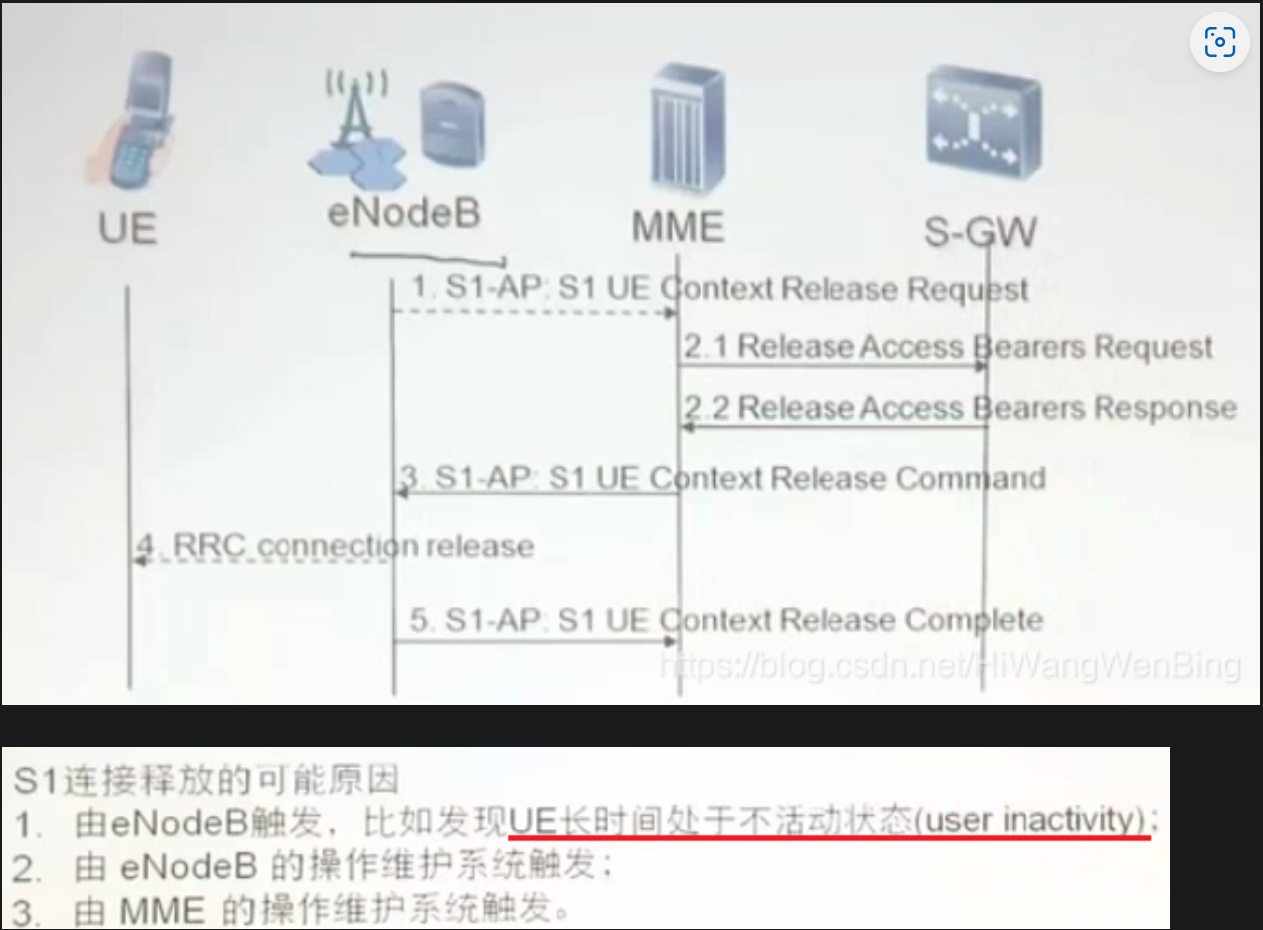 UE
eNodeB
MME
S-GW
1. S1-AP: S1 UE Context Release Request
2.1 Release Access Bearers Request
2.2 Release Access Bearers Response
3. S1-AP: S1 UE Context Release Command
4. RRC connection release
5. S1-AP: S1 UE Context Release Complete
https://blog.csdn.net/HiWangWenBing
S1连接释放的可能原因
1. 由eNodeB触发，比如发现UE长时间处于不活动状态(user inactivity)；
2. 由 eNodeB 的操作维护系统触发；
3. 由 MME 的操作维护系统触发。